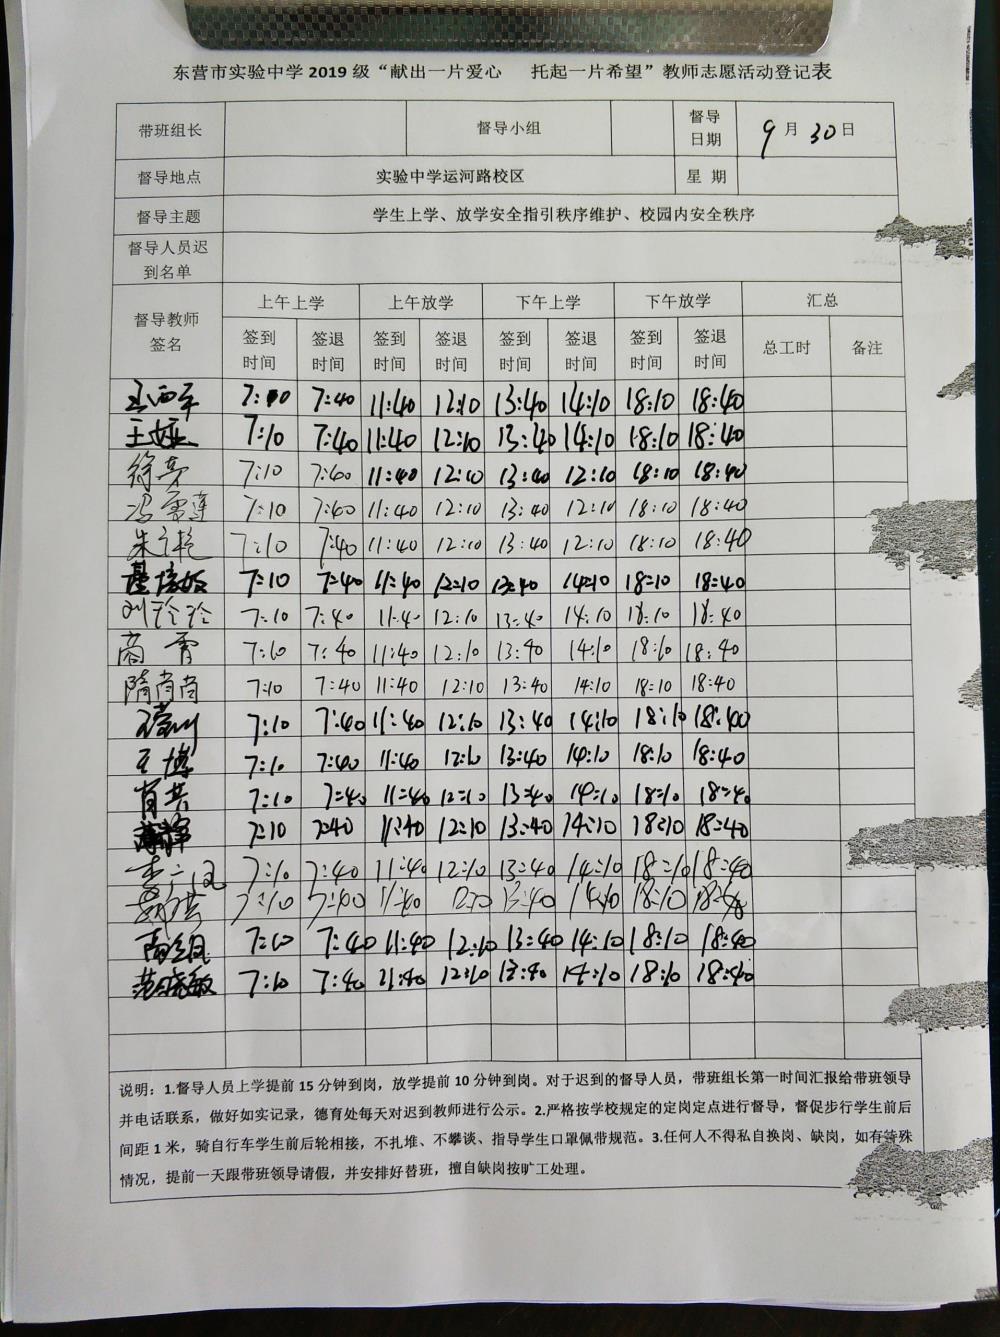 东营市实验中学2019级“献出一片爱心 托起一片希望”教师志愿活动登记表
带班组长 督导小组 督导日期 9月30日
督导地点 实验中学运河路校区 星期
督导主题 学生上学、放学安全指引秩序维护、校园内安全秩序
督导人员迟到名单
督导教师签名 上午上学 上午放学 下午上学 下午放学 汇总
签到时间 签退时间 签到时间 签退时间 签到时间 签退时间 签到时间 签退时间 总工时 备注
7:10 7:40 11:40 12:10 13:40 14:10 18:10 18:40
王娅 7:10 7:40 11:40 12:10 13:40 14:10 18:10 18:40
徐芳 7:10 7:40 11:40 12:10 13:40 12:10 18:10 18:40
冯雪莲 7:10 7:40 11:40 12:10 13:40 12:10 18:10 18:40
朱 7:10 7:40 11:40 12:10 13:40 12:10 18:10 18:40
7:10 7:40 11:40 12:10 13:40 14:10 18:10 18:40
刘玲玲 7:10 7:40 11:40 12:10 13:40 14:10 18:10 18:40
商霄 7:10 7:40 11:40 12:10 13:40 14:10 18:10 18:40
隋肖肖 7:10 7:40 11:40 12:10 13:40 14:10 18:10 18:40
7:10 7:40 11:40 12:10 13:40 14:10 18:10 18:40
王博 7:10 7:40 11:40 12:10 13:40 14:10 18:10 18:40
肖芸 7:10 7:40 11:40 12:10 13:40 14:10 18:10 18:40
7:10 7:40 11:40 12:10 13:40 14:10 18:10 18:40
7:10 7:40 11:40 12:10 13:40 14:10 18:10 18:40
7:10 7:40 11:40 12:10 13:40 14:10 18:10
7:10 7:40 11:40 12:10 13:40 14:10 18:10 18:40
范晓敏 7:10 7:40 11:40 12:10 13:40 14:10 18:10 18:40
说明：1.督导人员上学提前15分钟到岗，放学提前10分钟到岗。对于迟到的督导人员，带班组长第一时间汇报给带班领导
并电话联系，做好如实记录，德育处每天对迟到教师进行公示。2.严格按学校规定的定岗定点进行督导，督促步行学生前后
间距1米，骑自行车学生前后轮相接，不扎堆、不攀谈、指导学生口罩佩带规范。3.任何人不得私自换岗、缺岗，如有特殊
情况，提前一天跟带班领导请假，并安排好替班，擅自缺岗按旷工处理。